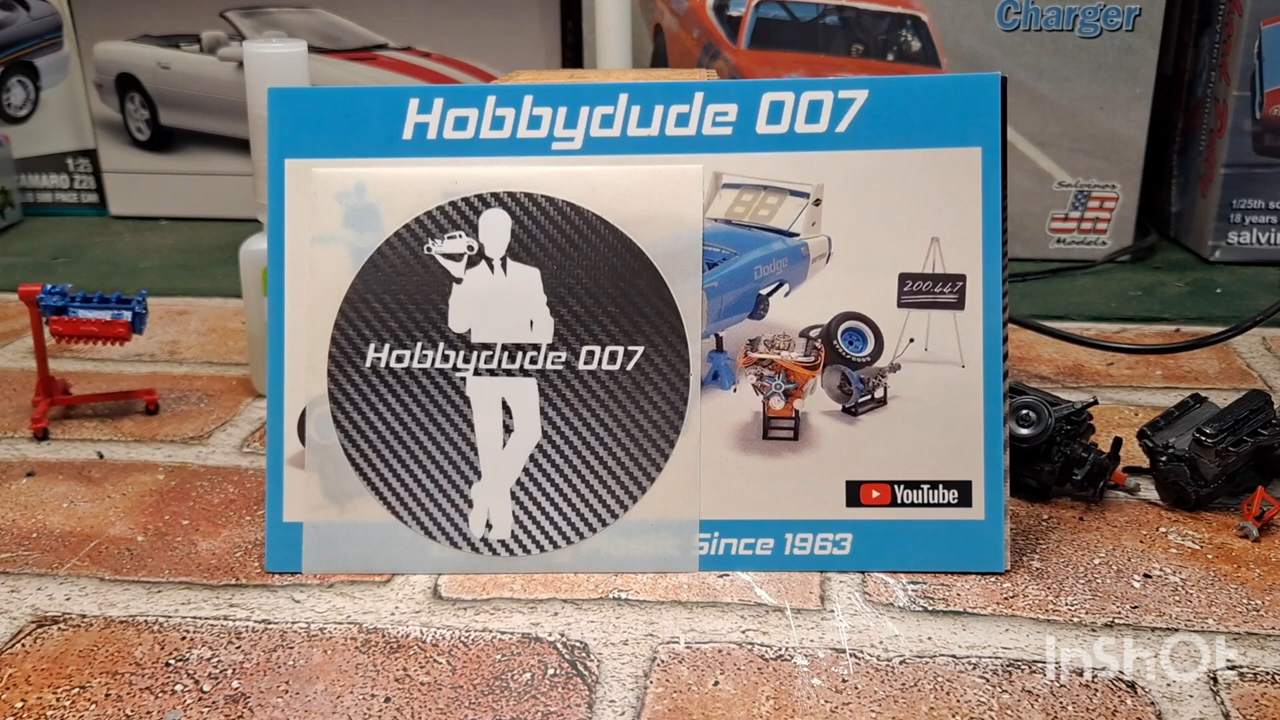 Charger
Hobbydude 007
1:25
CAMARO Z28
88
Dodge
200.447
Hobbydude 007
Salvinos
JR
Models
1/25th sc
18 years
salvin
YouTube
Since 1963
InShOt